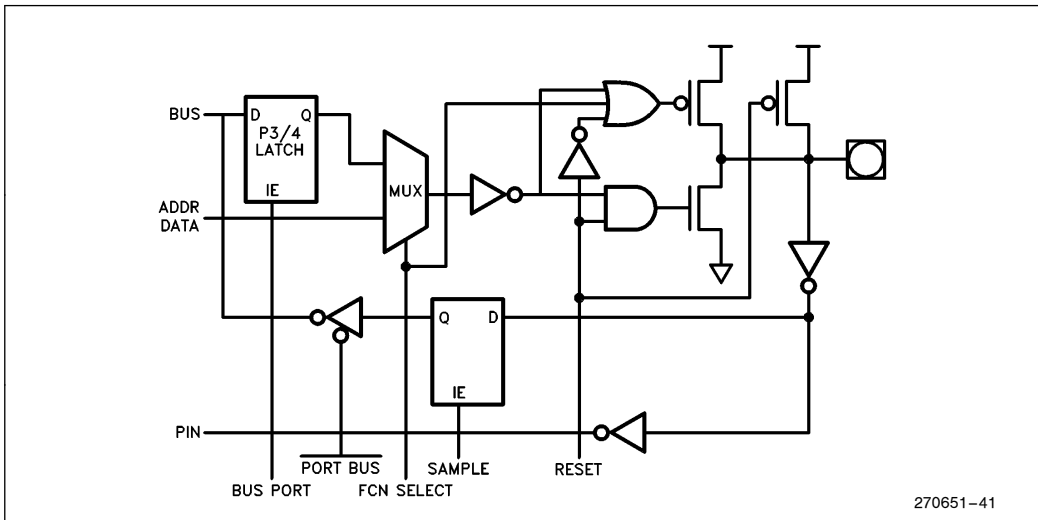 BUS
D Q
P3/4
LATCH
IE
ADDR
DATA
MUX
Q D
IE
PIN
PORT BUS
SAMPLE
RESET
BUS PORT
FCN SELECT
270651-41